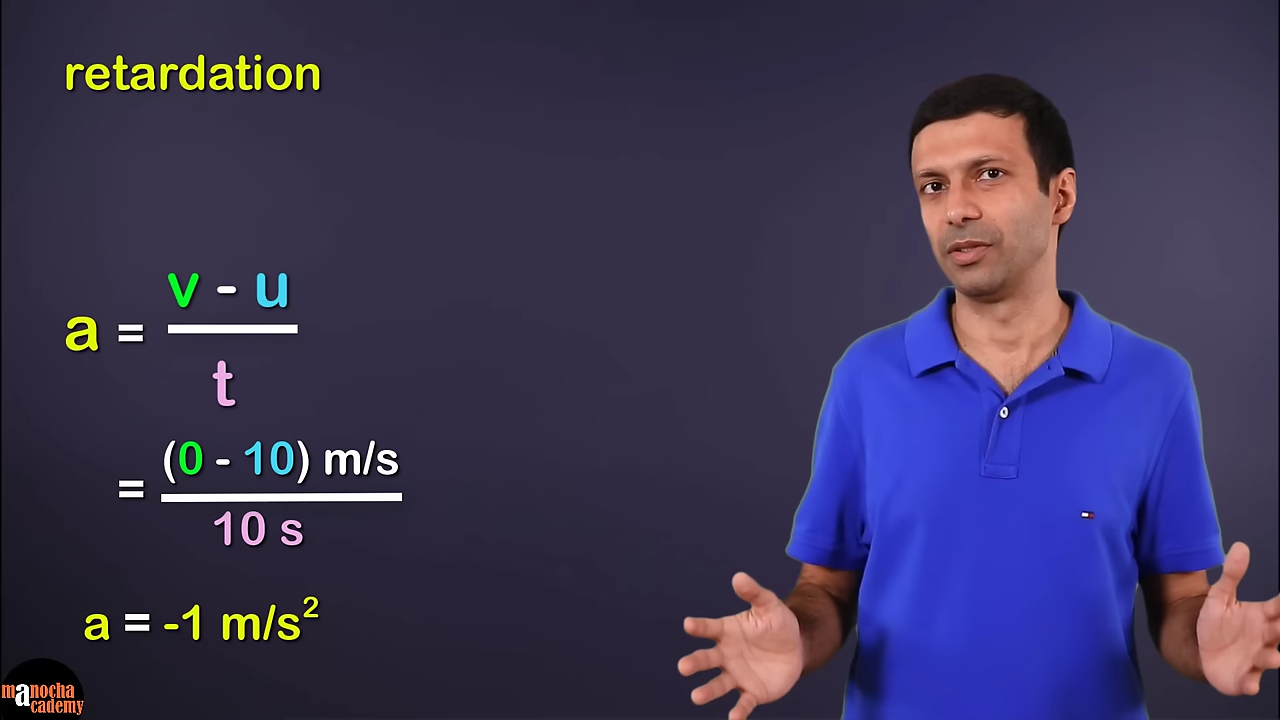 retardation
a = v - u
t
= (0 - 10) m/s
10 s
a = -1 m/s²
manocha
academy